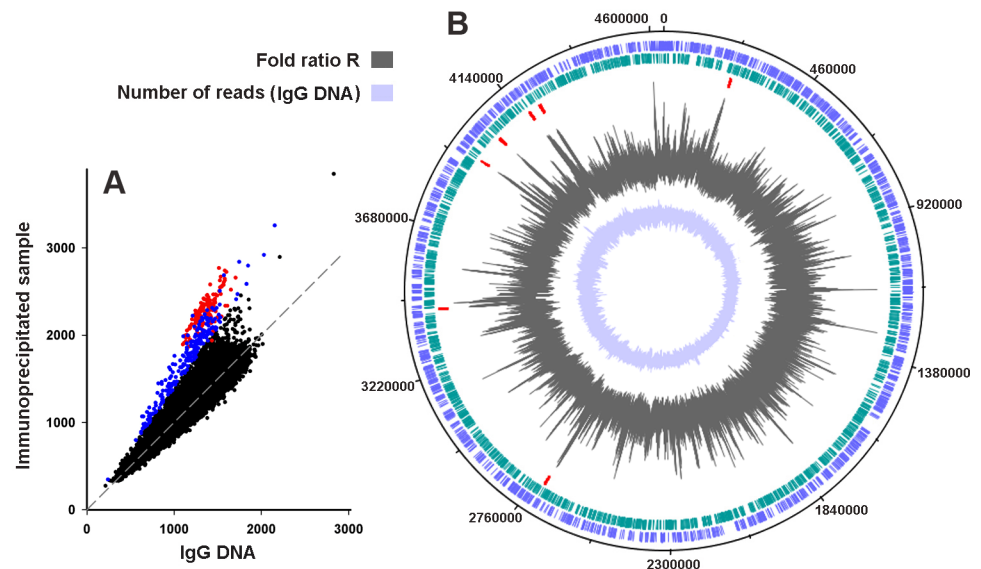 B
4600000 0
Fold ratio R
Number of reads (IgG DNA)
460000
4140000
A
920000
3680000
Immunoprecipitated sample
3000
2000
1000
0
0 1000 2000 3000
IgG DNA
3220000
1380000
2760000
1840000
2300000